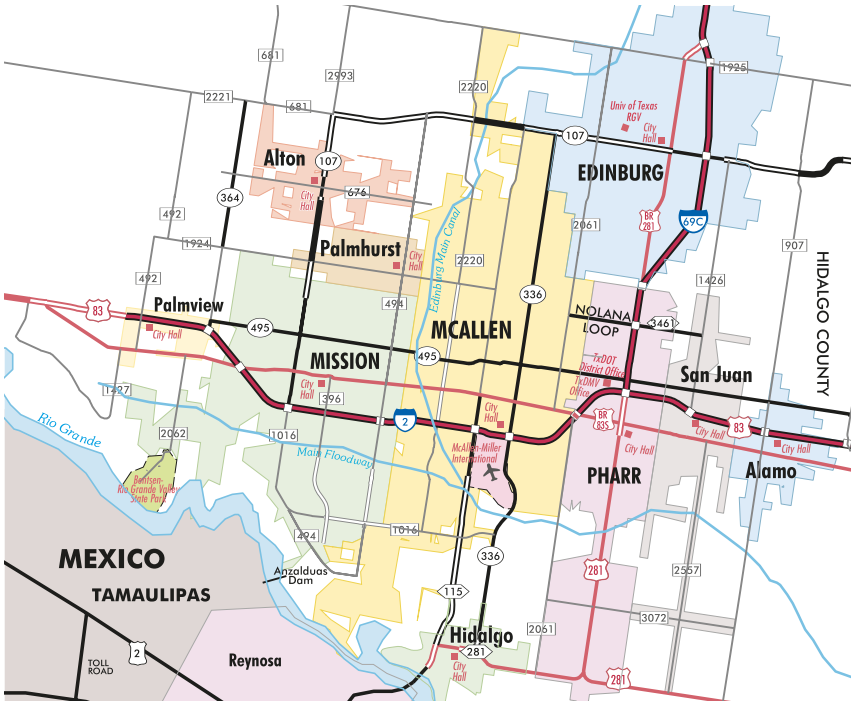 681
2993
2220
1925
2221
681
Univ of Texas
RGV
City
Hall
107
Alton
107
EDINBURG
676
City
Hall
364
492
BR
281
69C
2061
907
1924
Palmhurst
City
Hall
2220
Edinburg Main Canal
HIDALGO COUNTY
492
1426
494
336
83
Palmview
City Hall
495
MCALLEN
NOLANA
LOOP
3461
495
MISSION
TxDOT
District Office
TxDMV
Office
San Juan
City
Hall
1427
396
2
City
Hall
BR
83S
City Hall
83
City Hall
City Hall
Rio Grande
2062
1016
Main Floodway
McAllen-Miller
International
PHARR
Alamo
Bentsen-
Rio Grande Valley
State Park
494
1016
336
MEXICO
TAMAULIPAS
Anzalduas
Dam
115
281
2557
3072
2061
Hidalgo
281
City
Hall
2
TOLL
ROAD
Reynosa
281